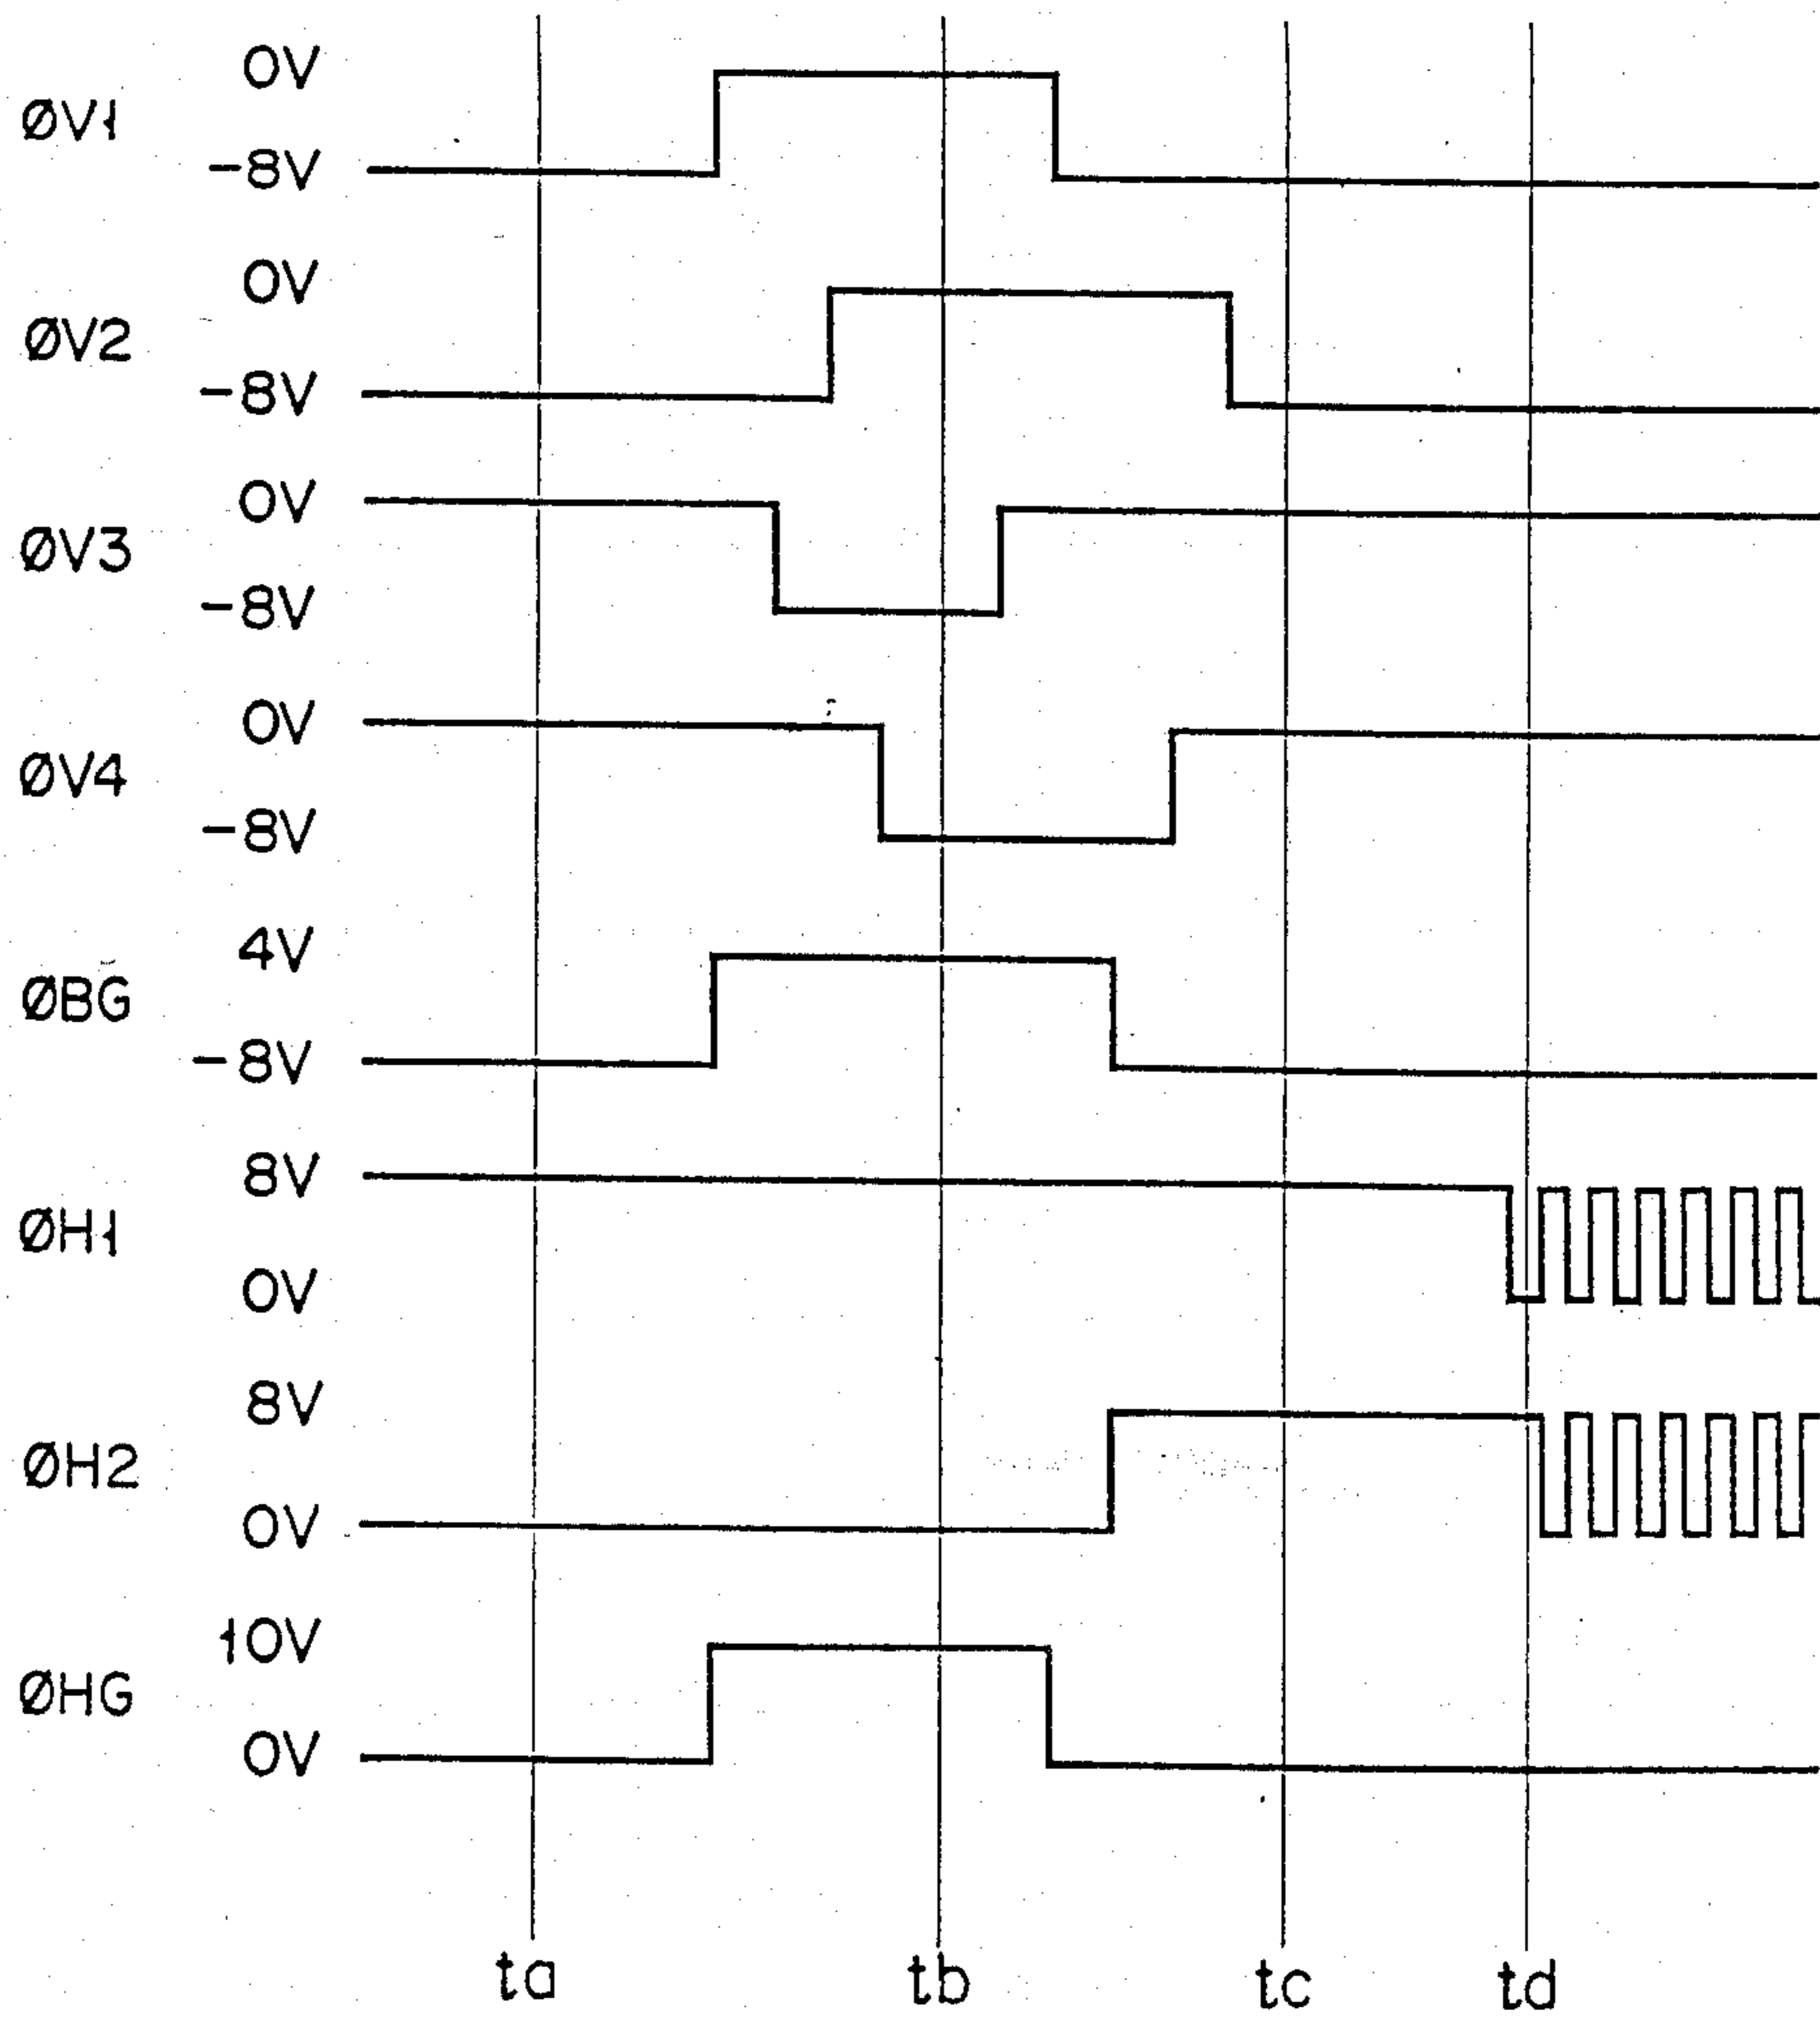 0V
ØV1
-8V
0V
ØV2
-8V
0V
ØV3
-8V
0V
ØV4
-8V
4V
ØBG
-8V
8V
ØH1
0V
8V
ØH2
0V
10V
ØHG
0V
ta tb tc td